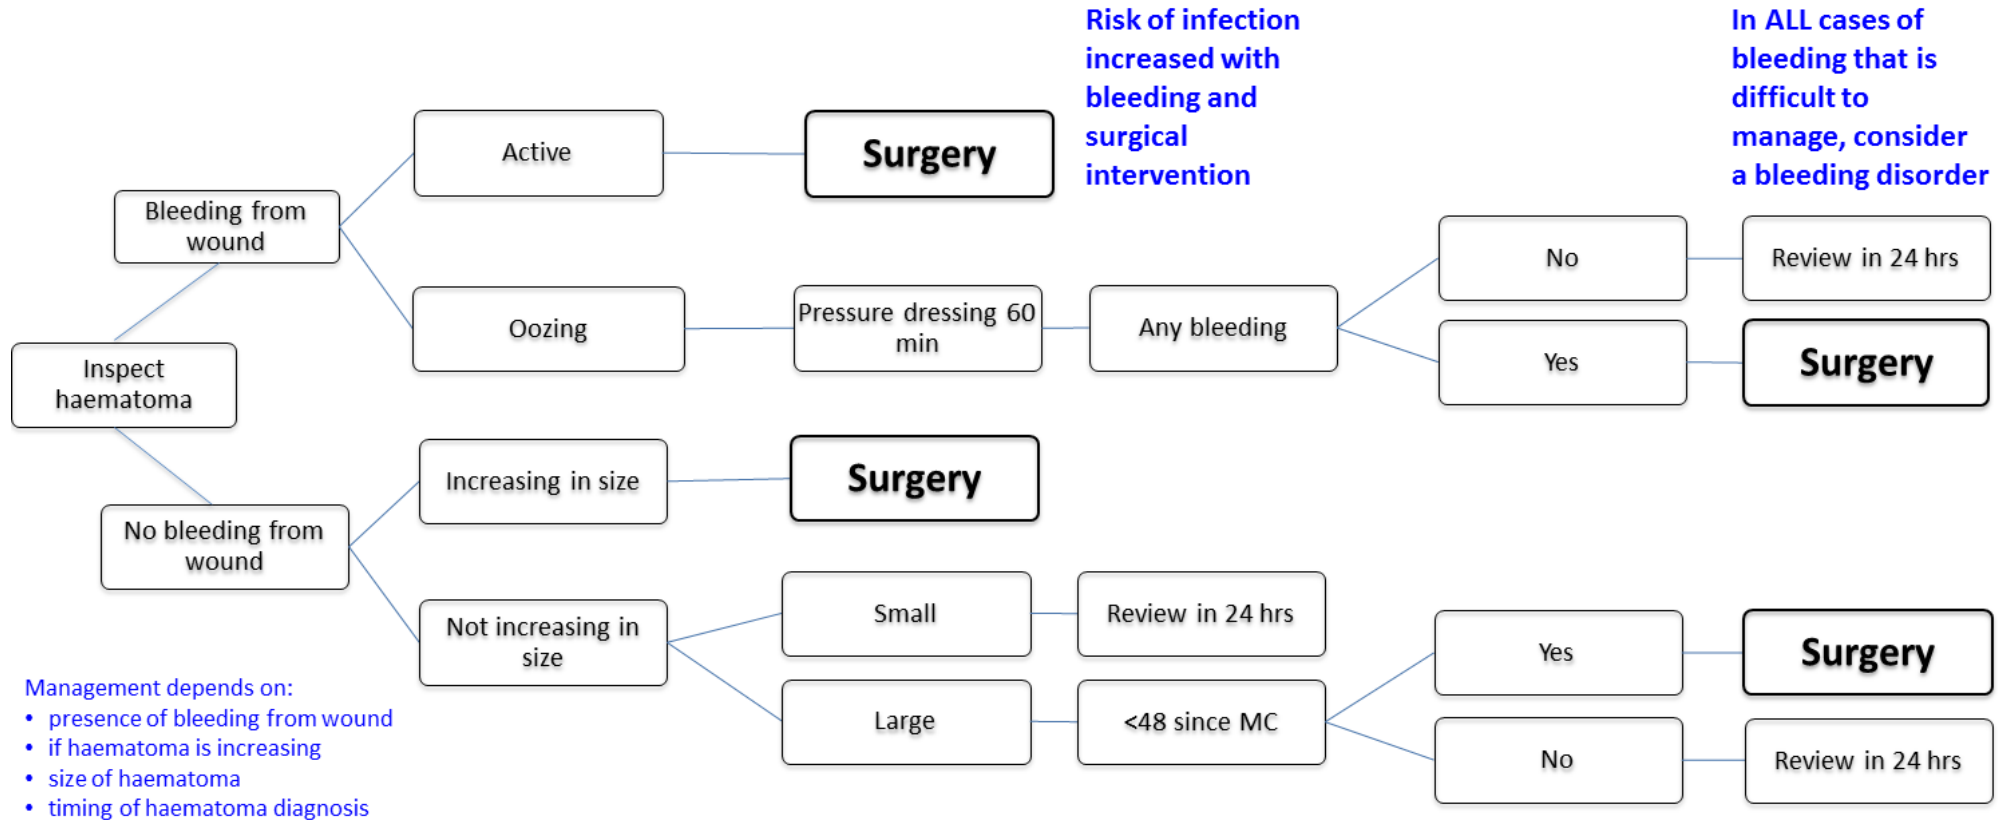 Risk of infection
increased with
bleeding and
surgical
intervention
In ALL cases of
bleeding that is
difficult to
manage, consider
a bleeding disorder
Active
Surgery
Bleeding from
wound
No
Review in 24 hrs
Oozing
Pressure dressing 60
min
Any bleeding
Yes
Surgery
Inspect
haematoma
Increasing in size
Surgery
No bleeding from
wound
Not increasing in
size
Small
Review in 24 hrs
Large
<48 since MC
Yes
Surgery
No
Review in 24 hrs
Management depends on:
• presence of bleeding from wound
• if haematoma is increasing
• size of haematoma
• timing of haematoma diagnosis